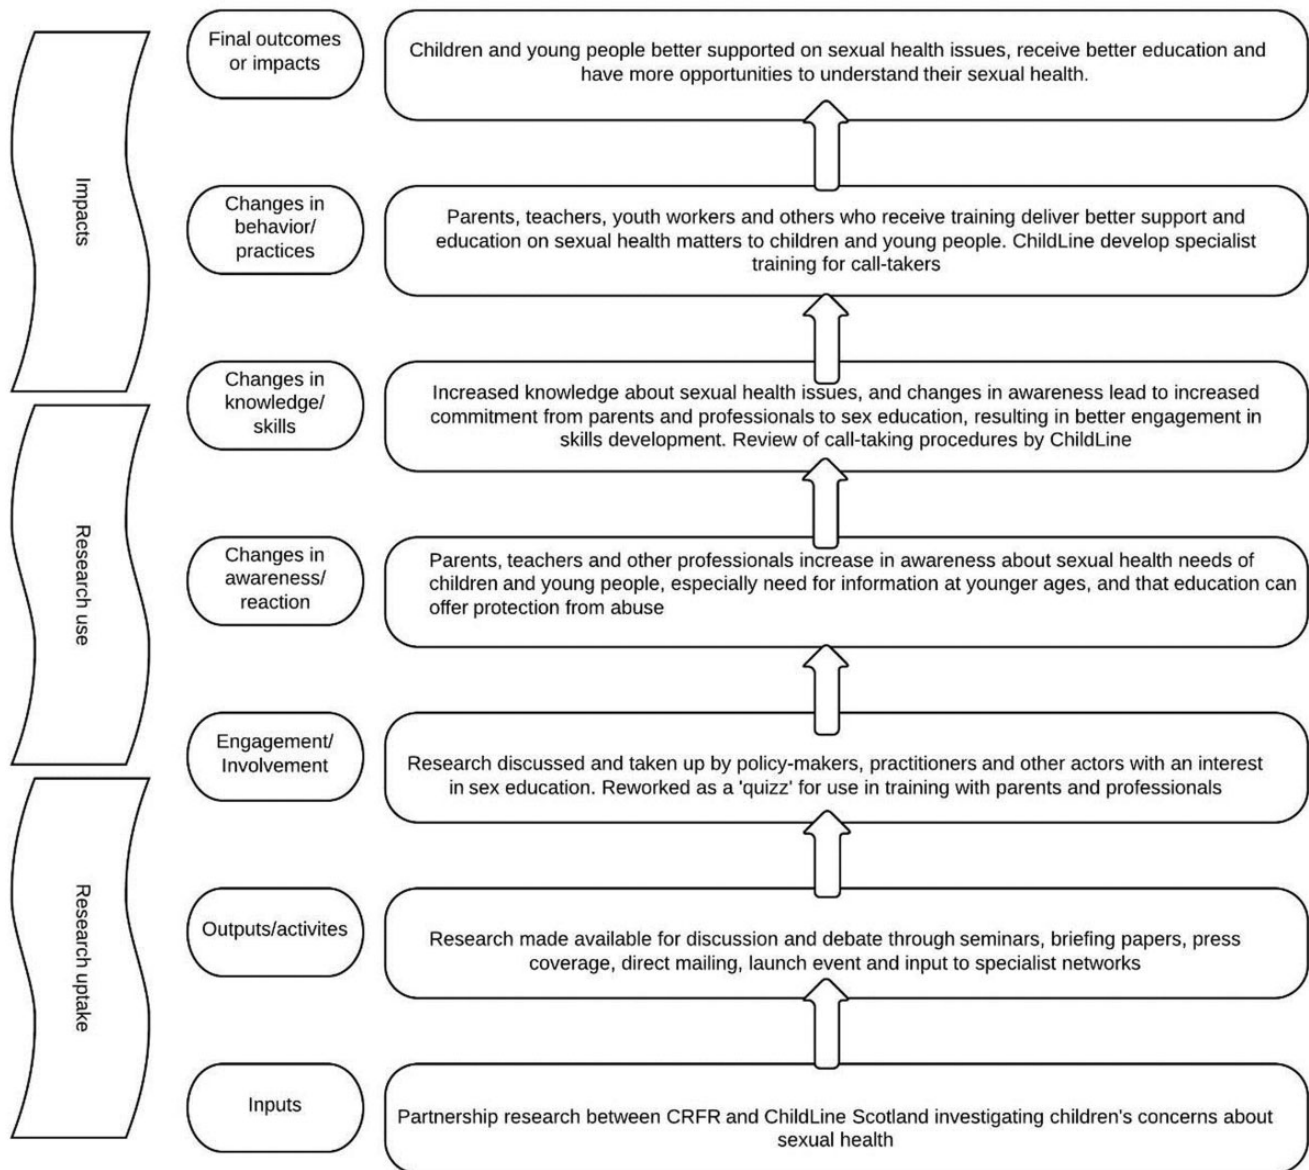 Final outcomes
or impacts
Children and young people better supported on sexual health issues, receive better education and
have more opportunities to understand their sexual health.
Impacts
Changes in
behavior/
practices
Parents, teachers, youth workers and others who receive training deliver better support and
education on sexual health matters to children and young people. ChildLine develop specialist
training for call-takers
Changes in
knowledge/
skills
Increased knowledge about sexual health issues, and changes in awareness lead to increased
commitment from parents and professionals to sex education, resulting in better engagement in
skills development. Review of call-taking procedures by ChildLine
Research use
Changes in
awareness/
reaction
Parents, teachers and other professionals increase in awareness about sexual health needs of
children and young people, especially need for information at younger ages, and that education can
offer protection from abuse
Engagement/
Involvement
Research discussed and taken up by policy-makers, practitioners and other actors with an interest
in sex education. Reworked as a 'quizz' for use in training with parents and professionals
Research uptake
Outputs/activites
Research made available for discussion and debate through seminars, briefing papers, press
coverage, direct mailing, launch event and input to specialist networks
Inputs
Partnership research between CRFR and ChildLine Scotland investigating children's concerns about
sexual health